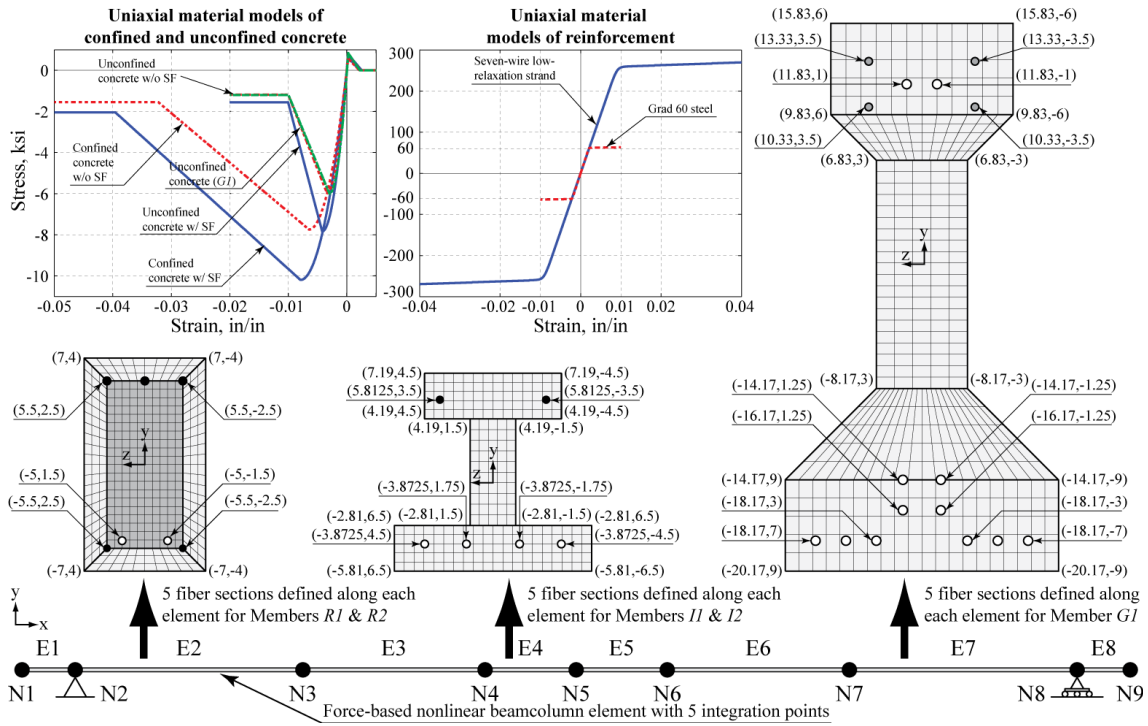 Uniaxial material models of
confined and unconfined concrete
Stress, ksi
0
-2
-4
-6
-8
-10
-0.05
-0.04
-0.03
-0.02
-0.01
0
Strain, in/in
Unconfined
concrete w/o SF
Confined
concrete
w/o SF
Unconfined
concrete (G1)
Unconfined
concrete w/ SF
Confined
concrete w/ SF
Uniaxial material
models of reinforcement
300
200
100
60
0
-60
-100
-200
-300
-0.04
-0.02
-0.01
0
0.01
0.02
0.04
Strain, in/in
Seven-wire low-
relaxation strand
Grad 60 steel
(15.83,6)
(15.83,-6)
(13.33,3.5)
(13.33,-3.5)
(11.83,1)
(11.83,-1)
(9.83,6)
(9.83,-6)
(10.33,3.5)
(10.33,-3.5)
(6.83,3)
(6.83,-3)
y
z
(-8.17,3)
(-8.17,-3)
(-14.17,1.25)
(-14.17,-1.25)
(-16.17,1.25)
(-16.17,-1.25)
(-14.17,9)
(-14.17,-9)
(-18.17,3)
(-18.17,-3)
(-18.17,7)
(-18.17,-7)
(-20.17,9)
(-20.17,-9)
(7,4)
(7,-4)
(5.5,2.5)
(5.5,-2.5)
y
z
(-5,1.5)
(-5,-1.5)
(-5.5,2.5)
(-5.5,-2.5)
(-7,4)
(-7,-4)
(7.19,4.5)
(7.19,-4.5)
(5.8125,3.5)
(5.8125,-3.5)
(4.19,4.5)
(4.19,-4.5)
(4.19,1.5)
(4.19,-1.5)
y
z
(-3.8725,1.75)
(-3.8725,-1.75)
(-2.81,6.5)
(-2.81,1.5)
(-2.81,-1.5)
(-2.81,6.5)
(-3.8725,4.5)
(-3.8725,-4.5)
(-5.81,6.5)
(-5.81,-6.5)
5 fiber sections defined along each
element for Members R1 & R2
5 fiber sections defined along each
element for Members I1 & I2
5 fiber sections defined along
each element for Member G1
y
x
E1
E2
E3
E4
E5
E6
E7
E8
N1
N2
N3
N4
N5
N6
N7
N8
N9
Force-based nonlinear beamcolumn element with 5 integration points